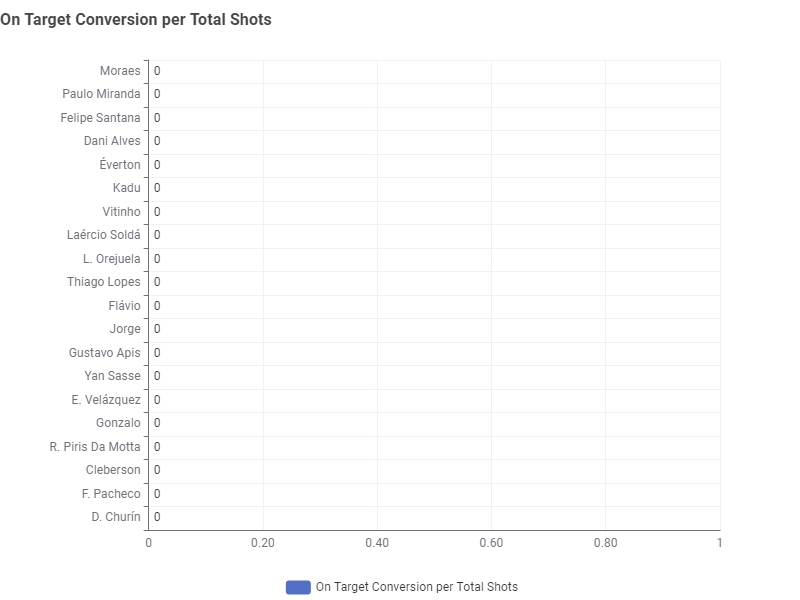 On Target Conversion per Total Shots
Moraes 0
Paulo Miranda 0
Felipe Santana 0
Dani Alves 0
Éverton 0
Kadu 0
Vitinho 0
Laércio Soldá 0
L. Orejuela 0
Thiago Lopes 0
Flávio 0
Jorge 0
Gustavo Apis 0
Yan Sasse 0
E. Velázquez 0
Gonzalo 0
R. Piris Da Motta 0
Cleberson 0
F. Pacheco 0
D. Churín 0
0 0.20 0.40 0.60 0.80 1
On Target Conversion per Total Shots